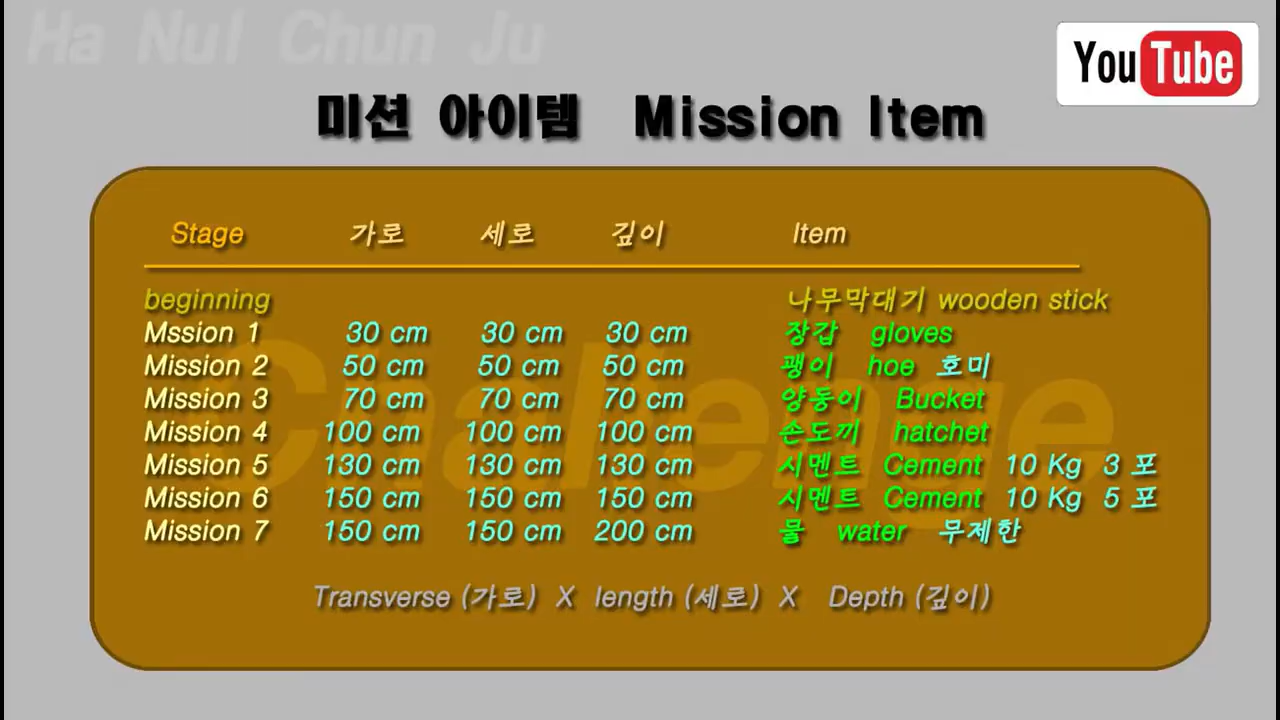 Ha Nul Chun Ju
YouTube
미션 아이템 Mission Item
Stage 가로 세로 깊이 Item
beginning 나무막대기 wooden stick
Mssion 1 30 cm 30 cm 30 cm 장갑 gloves
Mission 2 50 cm 50 cm 50 cm 괭이 hoe 호미
Mission 3 70 cm 70 cm 70 cm 양동이 Bucket
Mission 4 100 cm 100 cm 100 cm 손도끼 hatchet
Mission 5 130 cm 130 cm 130 cm 시멘트 Cement 10 Kg 3 포
Mission 6 150 cm 150 cm 150 cm 시멘트 Cement 10 Kg 5 포
Mission 7 150 cm 150 cm 200 cm 물 water 무제한
Challenge
Transverse (가로) X length (세로) X Depth (깊이)